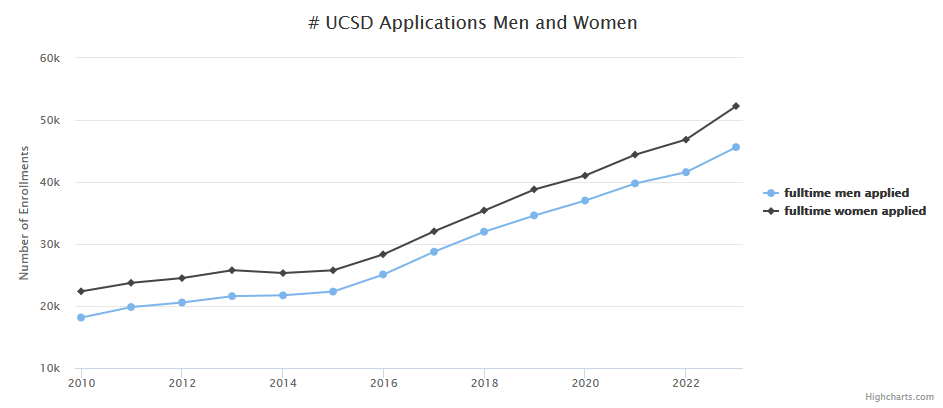 # UCSD Applications Men and Women
60k
50k
40k
30k
20k
10k
Number of Enrollments
2010 2012 2014 2016 2018 2020 2022
fulltime men applied
fulltime women applied
Highcharts.com